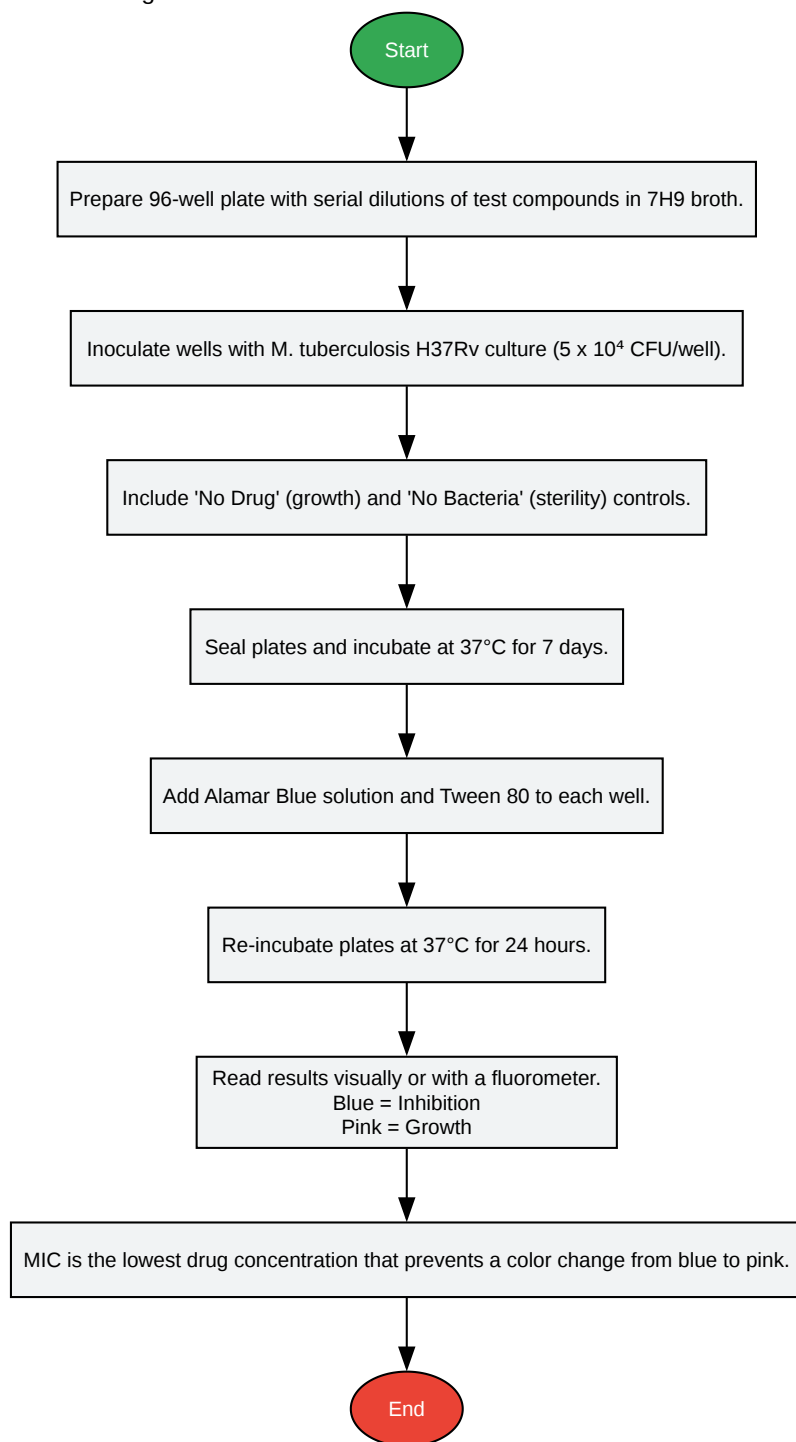 Start
Prepare 96-well plate with serial dilutions of test compounds in 7H9 broth.
Inoculate wells with M. tuberculosis H37Rv culture (5 x 10⁴ CFU/well).
Include 'No Drug' (growth) and 'No Bacteria' (sterility) controls.
Seal plates and incubate at 37°C for 7 days.
Add Alamar Blue solution and Tween 80 to each well.
Re-incubate plates at 37°C for 24 hours.
Read results visually or with a fluorometer.
Blue = Inhibition
Pink = Growth
MIC is the lowest drug concentration that prevents a color change from blue to pink.
End